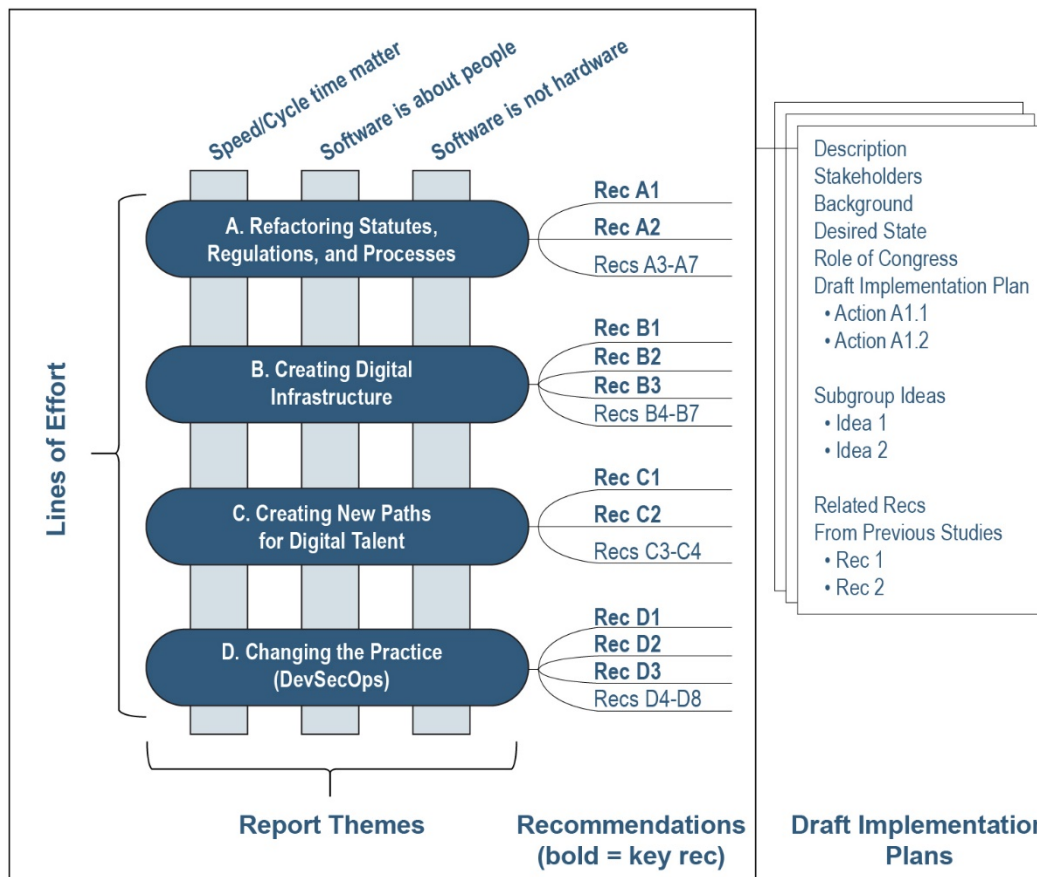 Speed/Cycle time matter
Software is about people
Software is not hardware
Lines of Effort
A. Refactoring Statutes,
Regulations, and Processes
Rec A1
Rec A2
Recs A3-A7
B. Creating Digital
Infrastructure
Rec B1
Rec B2
Rec B3
Recs B4-B7
C. Creating New Paths
for Digital Talent
Rec C1
Rec C2
Recs C3-C4
D. Changing the Practice
(DevSecOps)
Rec D1
Rec D2
Rec D3
Recs D4-D8
Report Themes
Recommendations
(bold = key rec)
Description
Stakeholders
Background
Desired State
Role of Congress
Draft Implementation Plan
• Action A1.1
• Action A1.2
Subgroup Ideas
• Idea 1
• Idea 2
Related Recs
From Previous Studies
• Rec 1
• Rec 2
Draft Implementation
Plans